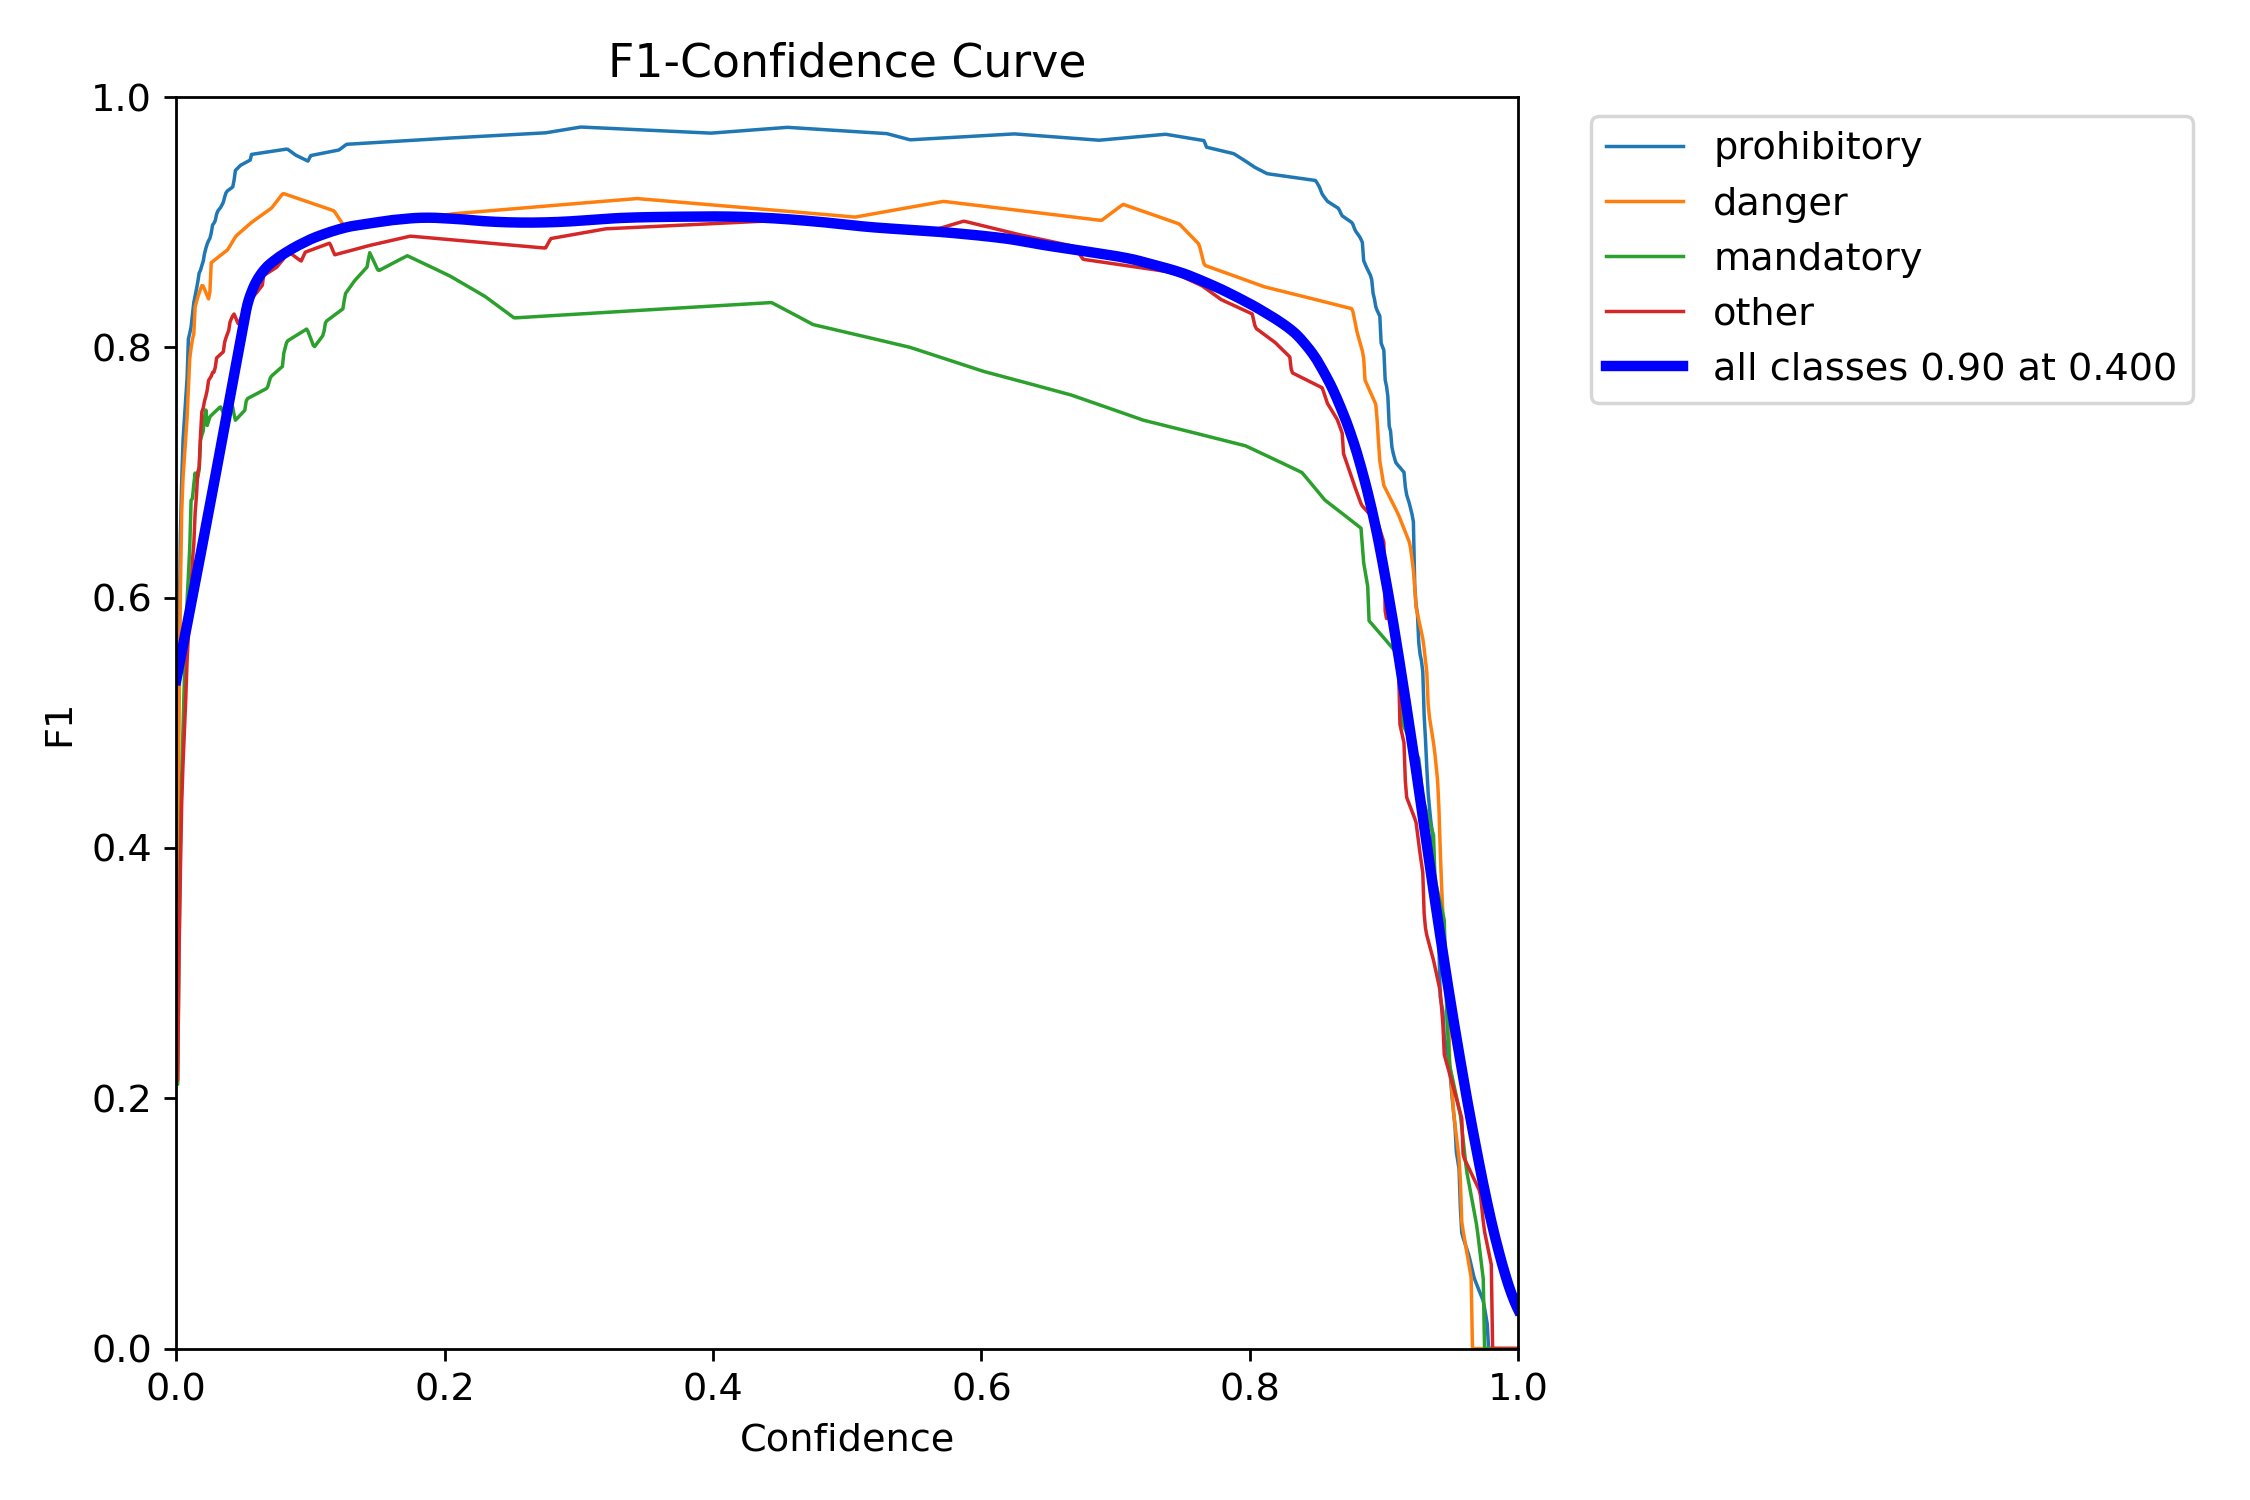 F1-Confidence Curve
1.0
0.8
0.6
0.4
0.2
0.0
F1
0.0 0.2 0.4 0.6 0.8 1.0
Confidence
prohibitory
danger
mandatory
other
all classes 0.90 at 0.400